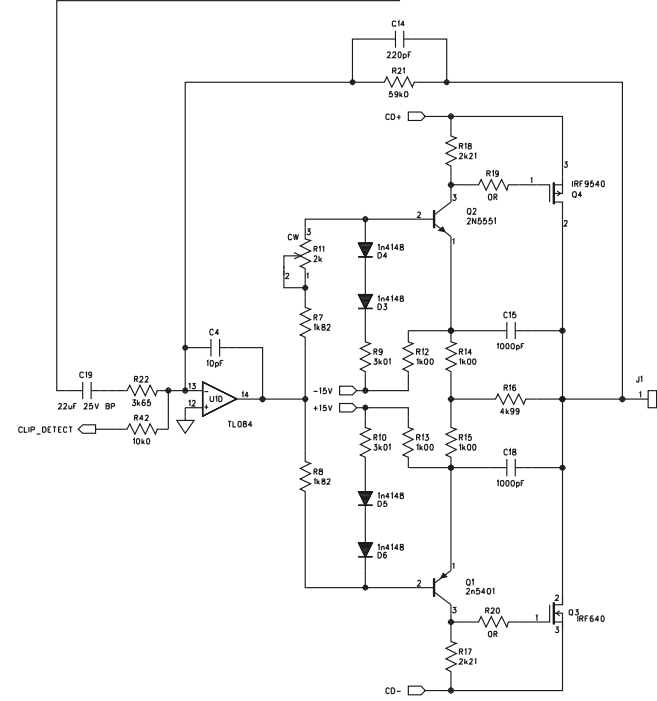 C14
220pF
R21
59k0
CD+
R18
2k21
3
R19
0R
1
IRF9540
Q4
3
2
Q2
2N5551
2
1
CW
3
R11
2k
2
1
1n4148
D4
1n4148
D3
R7
1k82
R9
3k01
R12
1k00
R14
1k00
C15
1000pF
C4
10pF
C19
22uF 25V BP
R22
3k65
13
12
U10
14
TL084
-15V
+15V
R16
4k99
J1
1
CLIP_DETECT
R42
10k0
R10
3k01
R13
1k00
R15
1k00
C18
1000pF
R8
1k82
1n4148
D5
1n4148
D6
1
Q1
2n5401
2
3
R20
0R
1
2
Q3
IRF640
3
R17
2k21
CD-